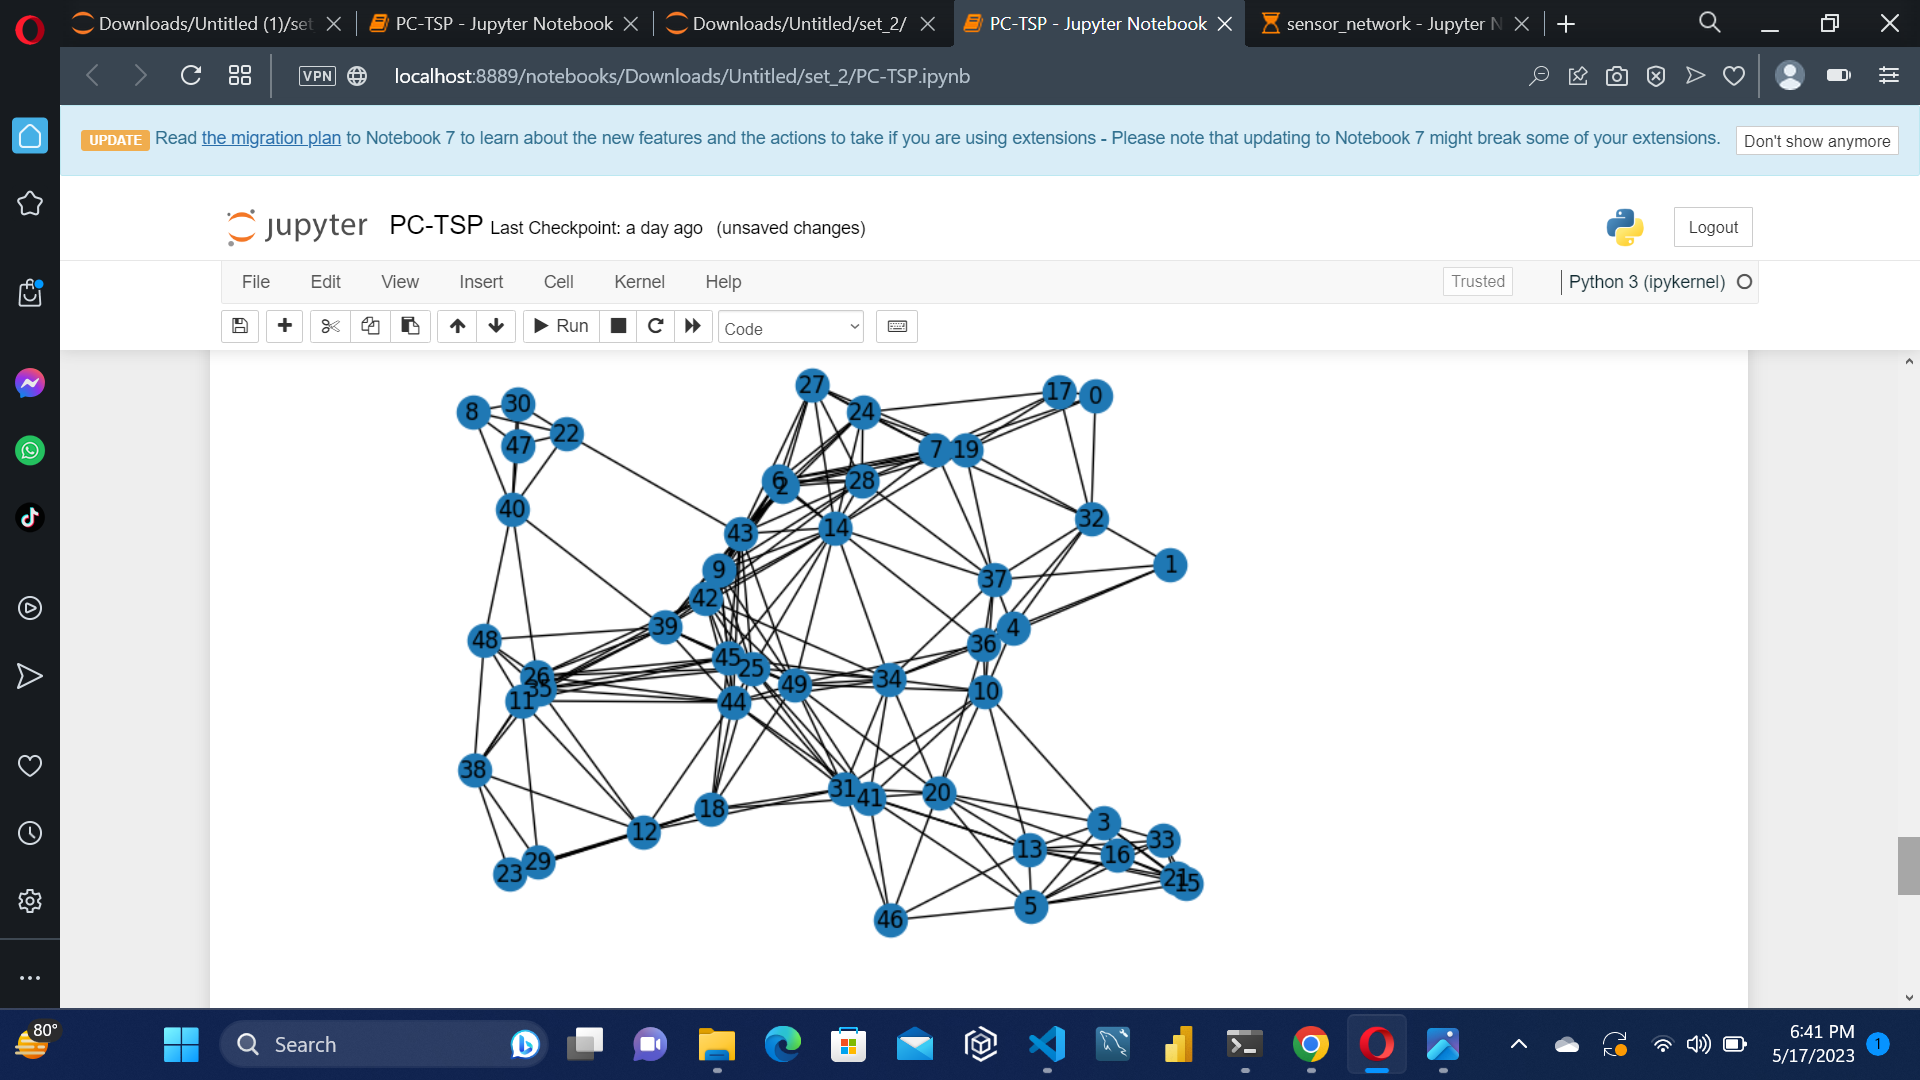 Downloads/Untitled (1)/set
PC-TSP - Jupyter Notebook
Downloads/Untitled/set_2/
PC-TSP - Jupyter Notebook
sensor_network - Jupyter N
VPN
localhost:8889/notebooks/Downloads/Untitled/set_2/PC-TSP.ipynb
UPDATE Read the migration plan to Notebook 7 to learn about the new features and the actions to take if you are using extensions - Please note that updating to Notebook 7 might break some of your extensions.
Don't show anymore
jupyter PC-TSP Last Checkpoint: a day ago (unsaved changes)
Logout
File Edit View Insert Cell Kernel Help
Trusted
Python 3 (ipykernel)
Run
Code
27
17 0
8 30
24
22
47
7 19
6 2
28
40
32
43
14
1
9
37
42
39
4
48
36
45
25
26
35
49
34
10
11
44
38
31
41
20
18
3
12
33
13
16
29
23
21
15
5
46
80°
Search
6:41 PM
5/17/2023
1